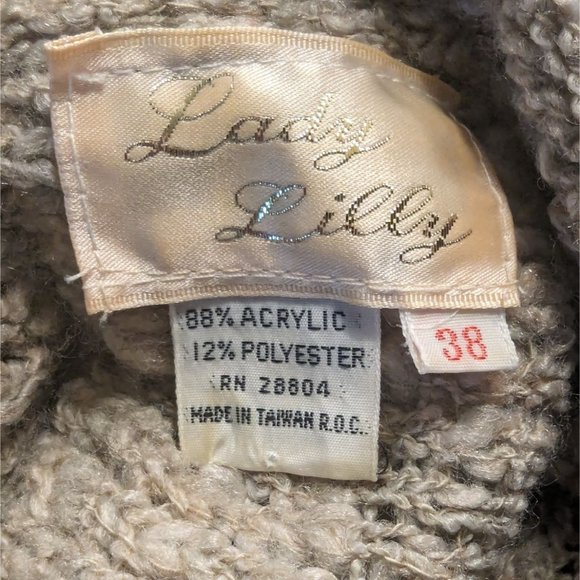 Lady
Lilly
88% ACRYLIC
12% POLYESTER
RN 28804
MADE IN TAIWAN R.O.C.
38